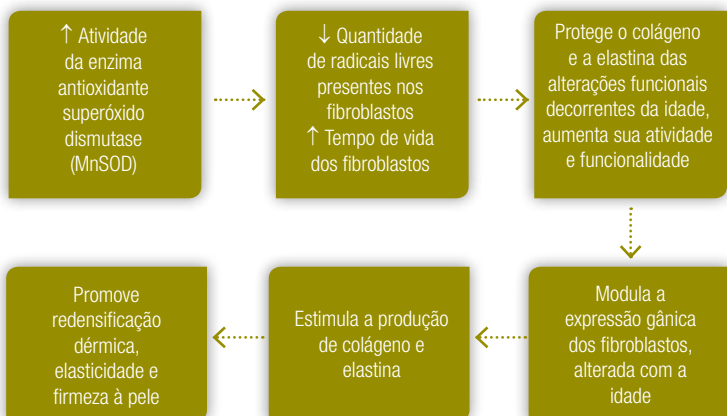 ↑ Atividade
da enzima
antioxidante
superóxido
dismutase
(MnSOD)
↓ Quantidade
de radicais livres
presentes nos
fibroblastos
↑ Tempo de vida
dos fibroblastos
Protege o colágeno
e a elastina das
alterações funcionais
decorrentes da idade,
aumenta sua atividade
e funcionalidade
Modula a
expressão gânica
dos fibroblastos,
alterada com a
idade
Estimula a produção
de colágeno e
elastina
Promove
redensificação
dérmica,
elasticidade e
firmeza à pele